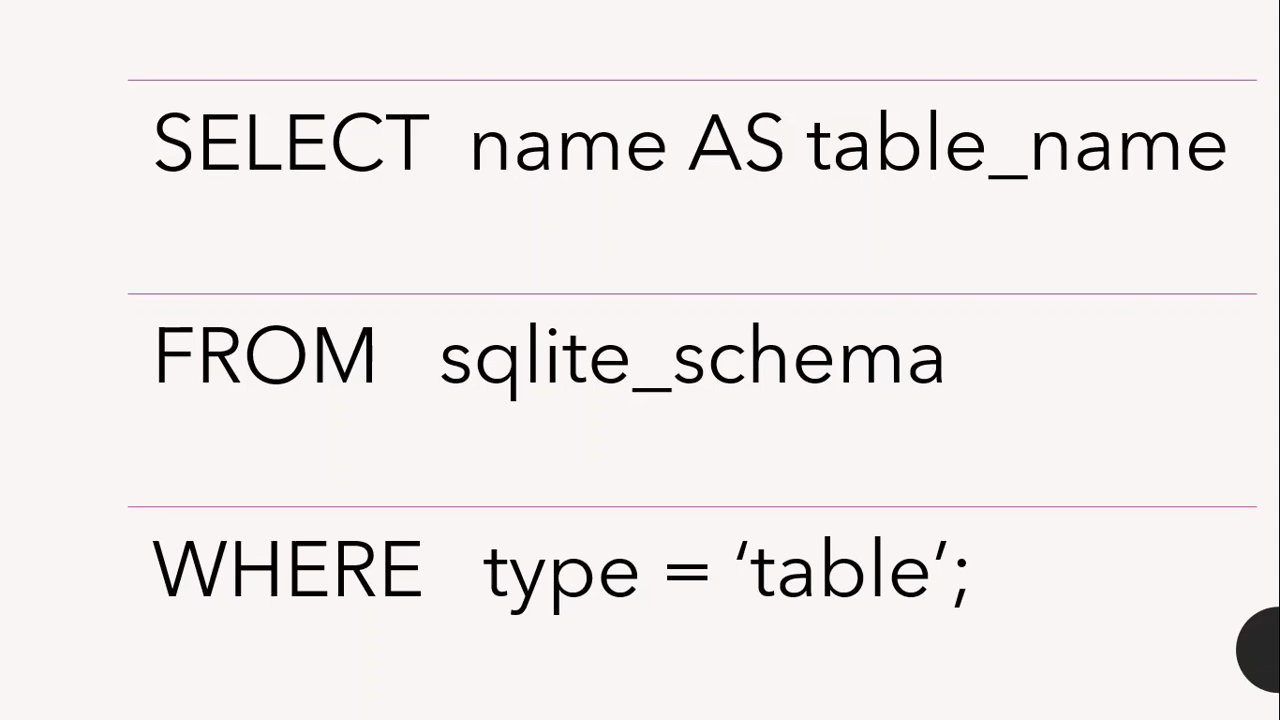 SELECT name AS table_name
FROM sqlite_schema
WHERE type = ‘table’;